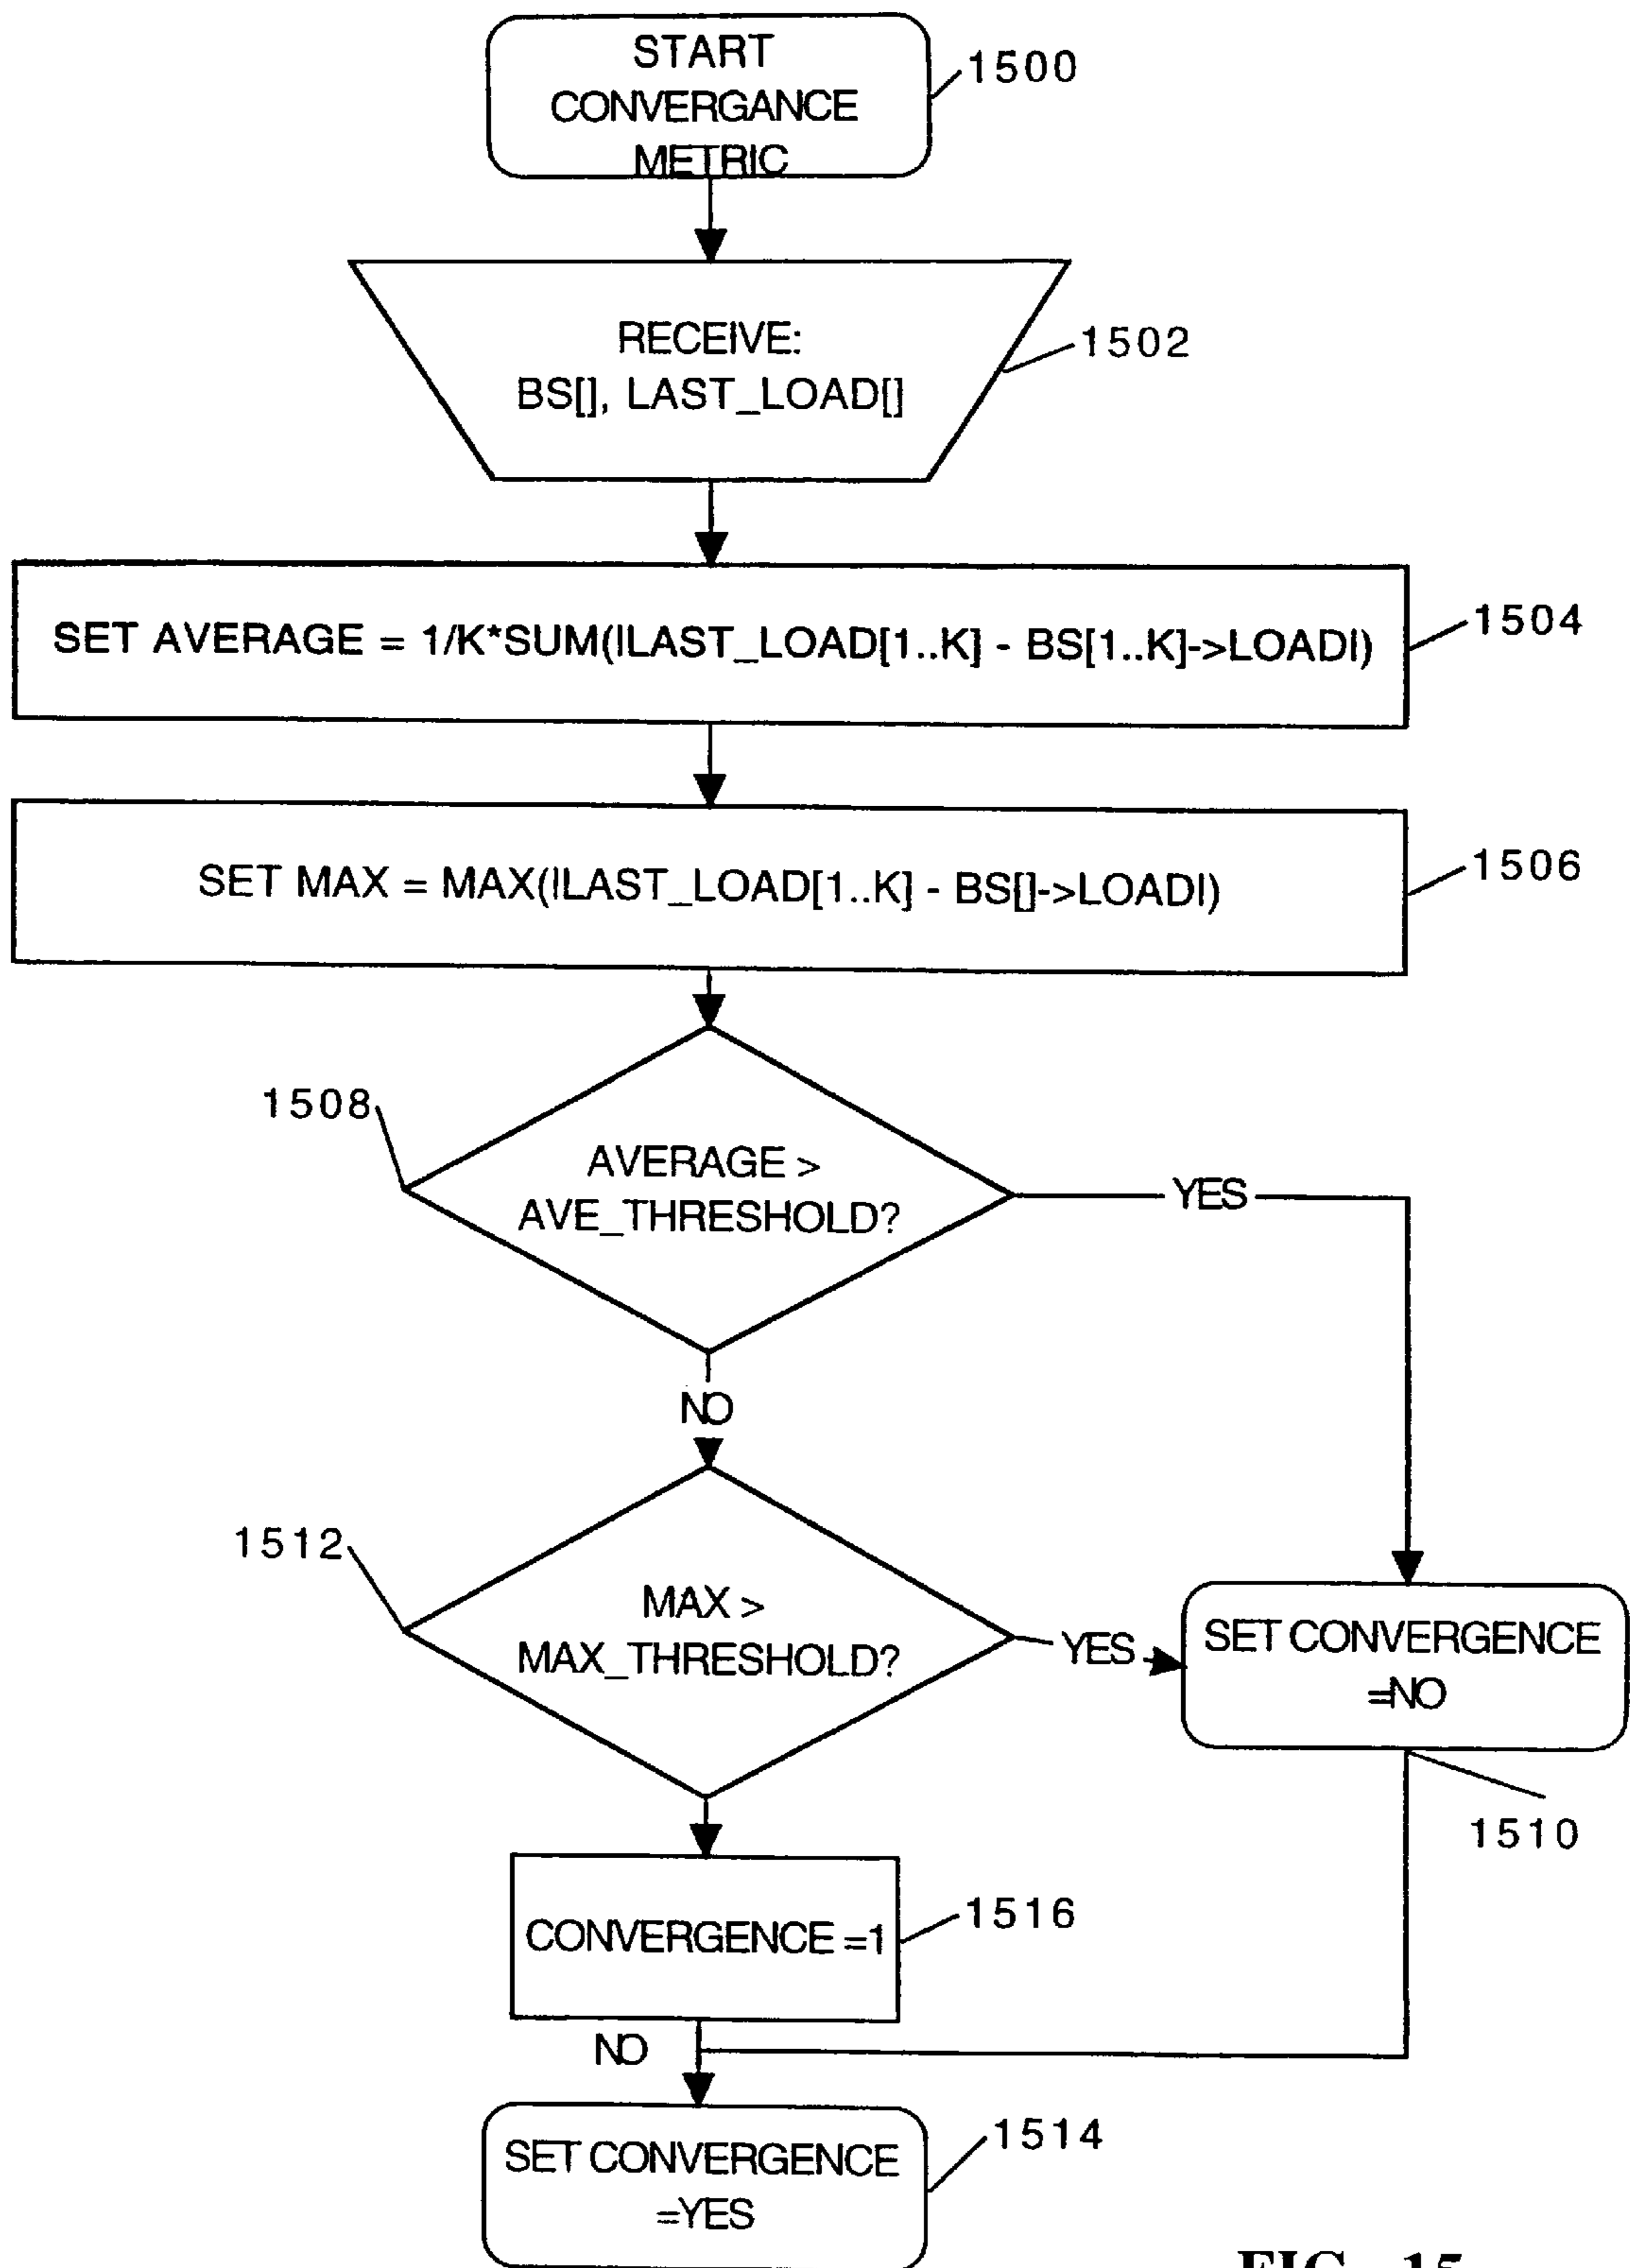 START
CONVERGANCE
METRIC
1500
RECEIVE:
BS[], LAST_LOAD[]
1502
SET AVERAGE = 1/K*SUM(|LAST_LOAD[1..K] - BS[1..K]->LOAD|)
1504
SET MAX = MAX(|LAST_LOAD[1..K] - BS[]->LOAD|)
1506
1508
AVERAGE >
AVE_THRESHOLD?
YES
NO
1512
MAX >
MAX_THRESHOLD?
YES
SET CONVERGENCE
=NO
1510
CONVERGENCE =1
1516
NO
SET CONVERGENCE
=YES
1514
FIG. 15